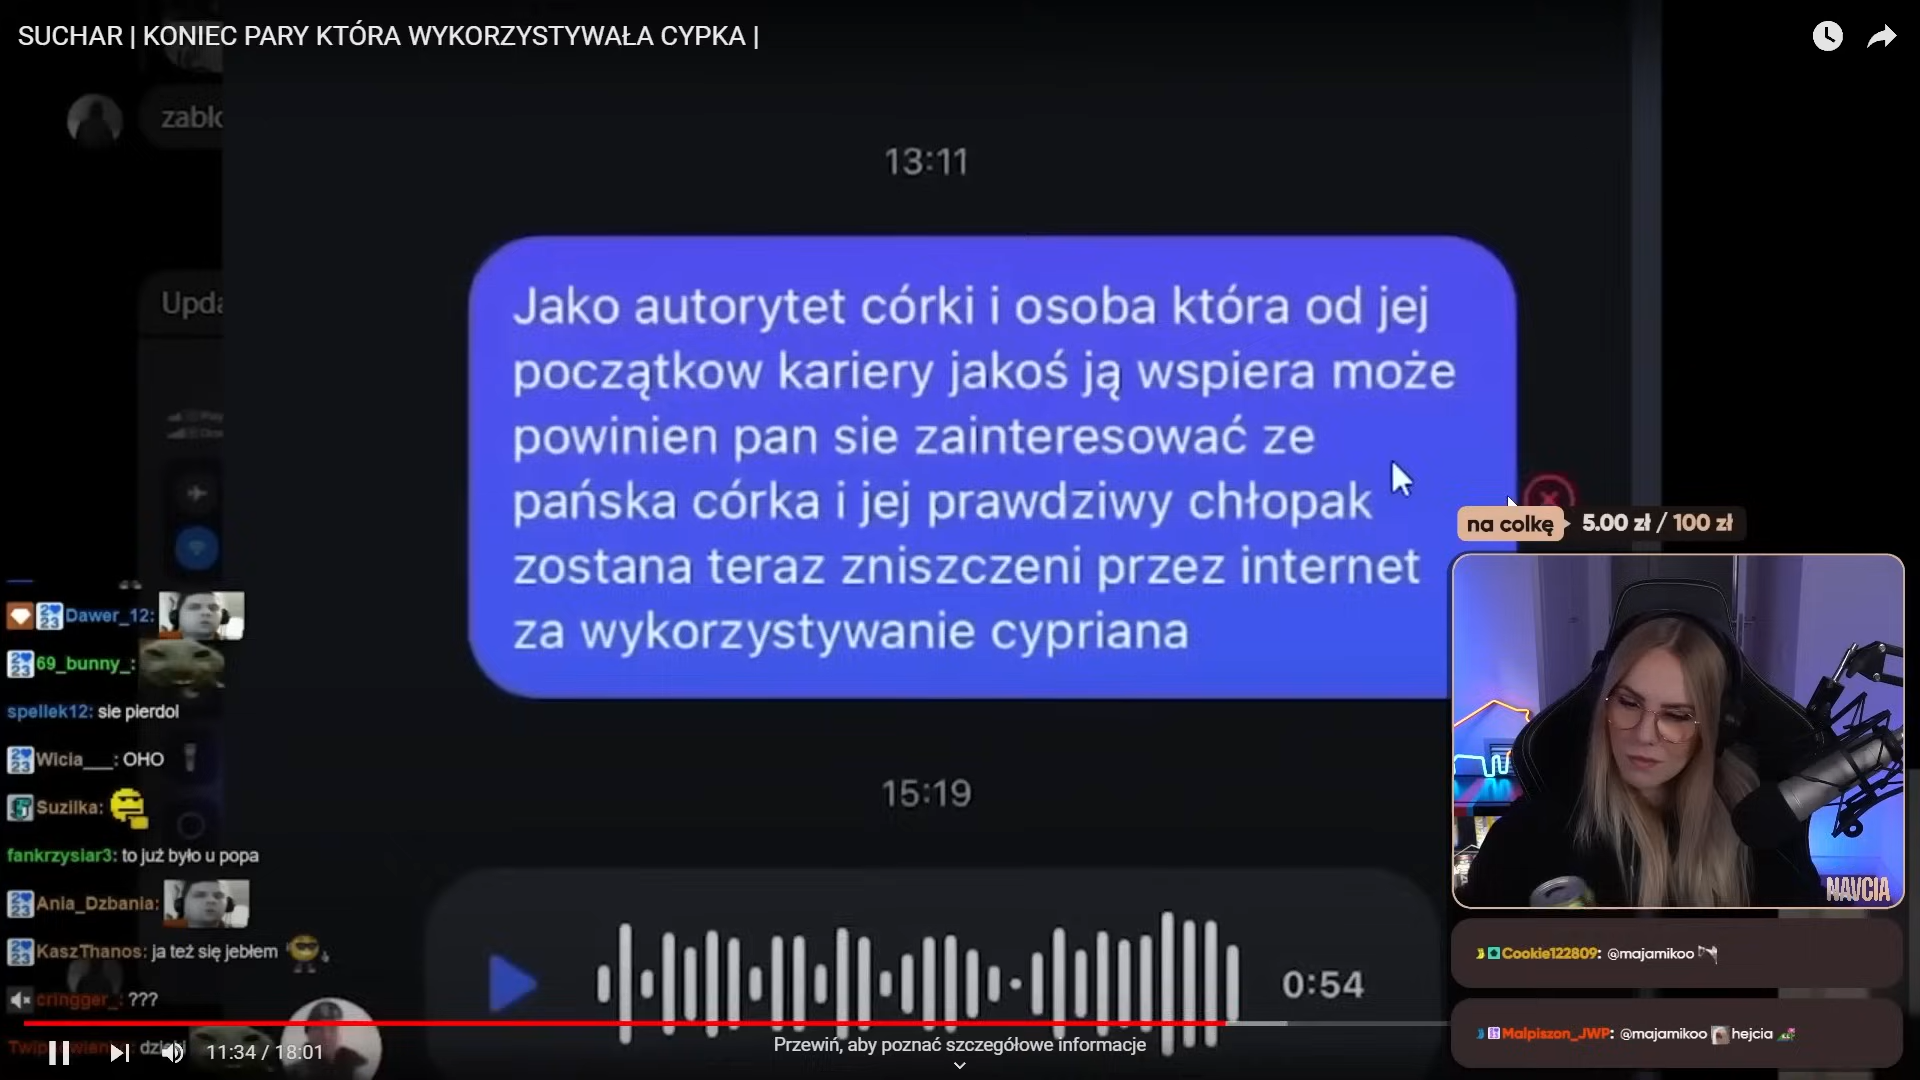 SUCHAR | KONIEC PARY KTÓRA WYKORZYSTYWAŁA CYPKA |
zablo
13:11
Jako autorytet córki i osoba która od jej
początkow kariery jakoś ją wspiera może
powinien pan sie zainteresować ze
pańska córka i jej prawdziwy chłopak
zostana teraz zniszczeni przez internet
za wykorzystywanie cypriana
Upda
na colkę 5.00 zł / 100 zł
Dawer_12:
69_bunny_:
spellek12: sie pierdol
Wicia___: OHO
Suzilka:
fankrzysiar3: to już było u popa
Ania_Dzbania:
KaszThanos: ja też się jebłem
cringger_: ???
15:19
0:54
NAVCIA
Cookie122809: @majamikoo
Malpiszon_JWP: @majamikoo hejcia
11:34 / 18:01
Przewiń, aby poznać szczegółowe informacje